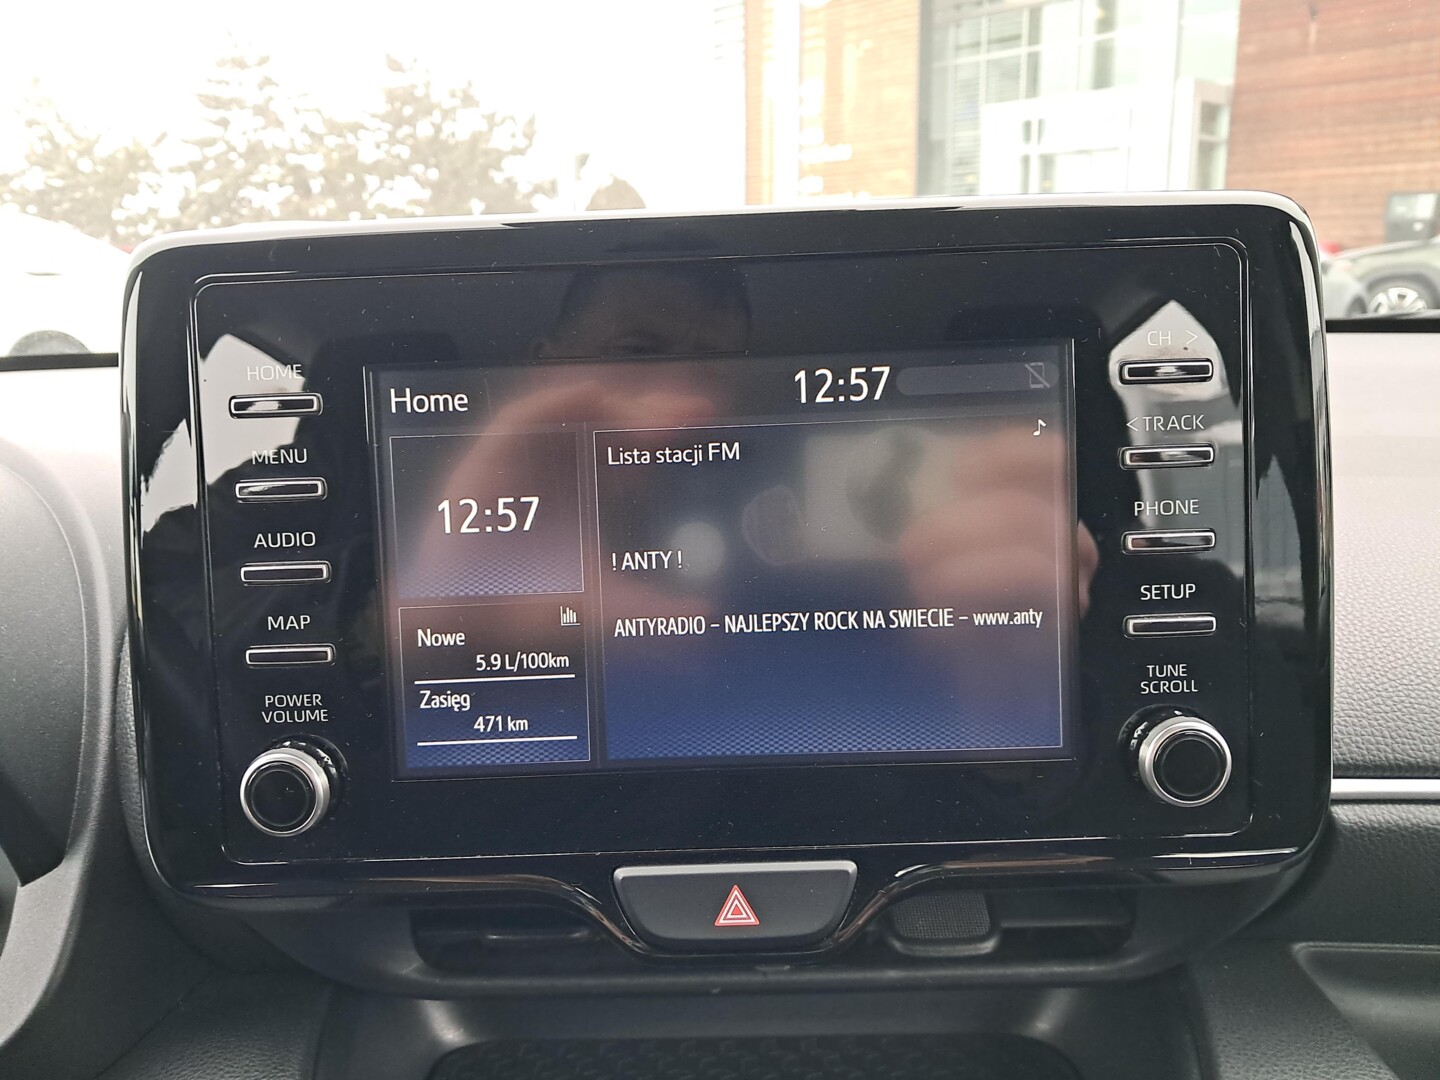 HOME
MENU
AUDIO
MAP
POWER
VOLUME
Home
12:57
12:57
Nowe
5.9 L/100km
Zasięg
471 km
Lista stacji FM
! ANTY !
ANTYRADIO – NAJLEPSZY ROCK NA SWIECIE – www.anty
CH >
< TRACK
PHONE
SETUP
TUNE
SCROLL